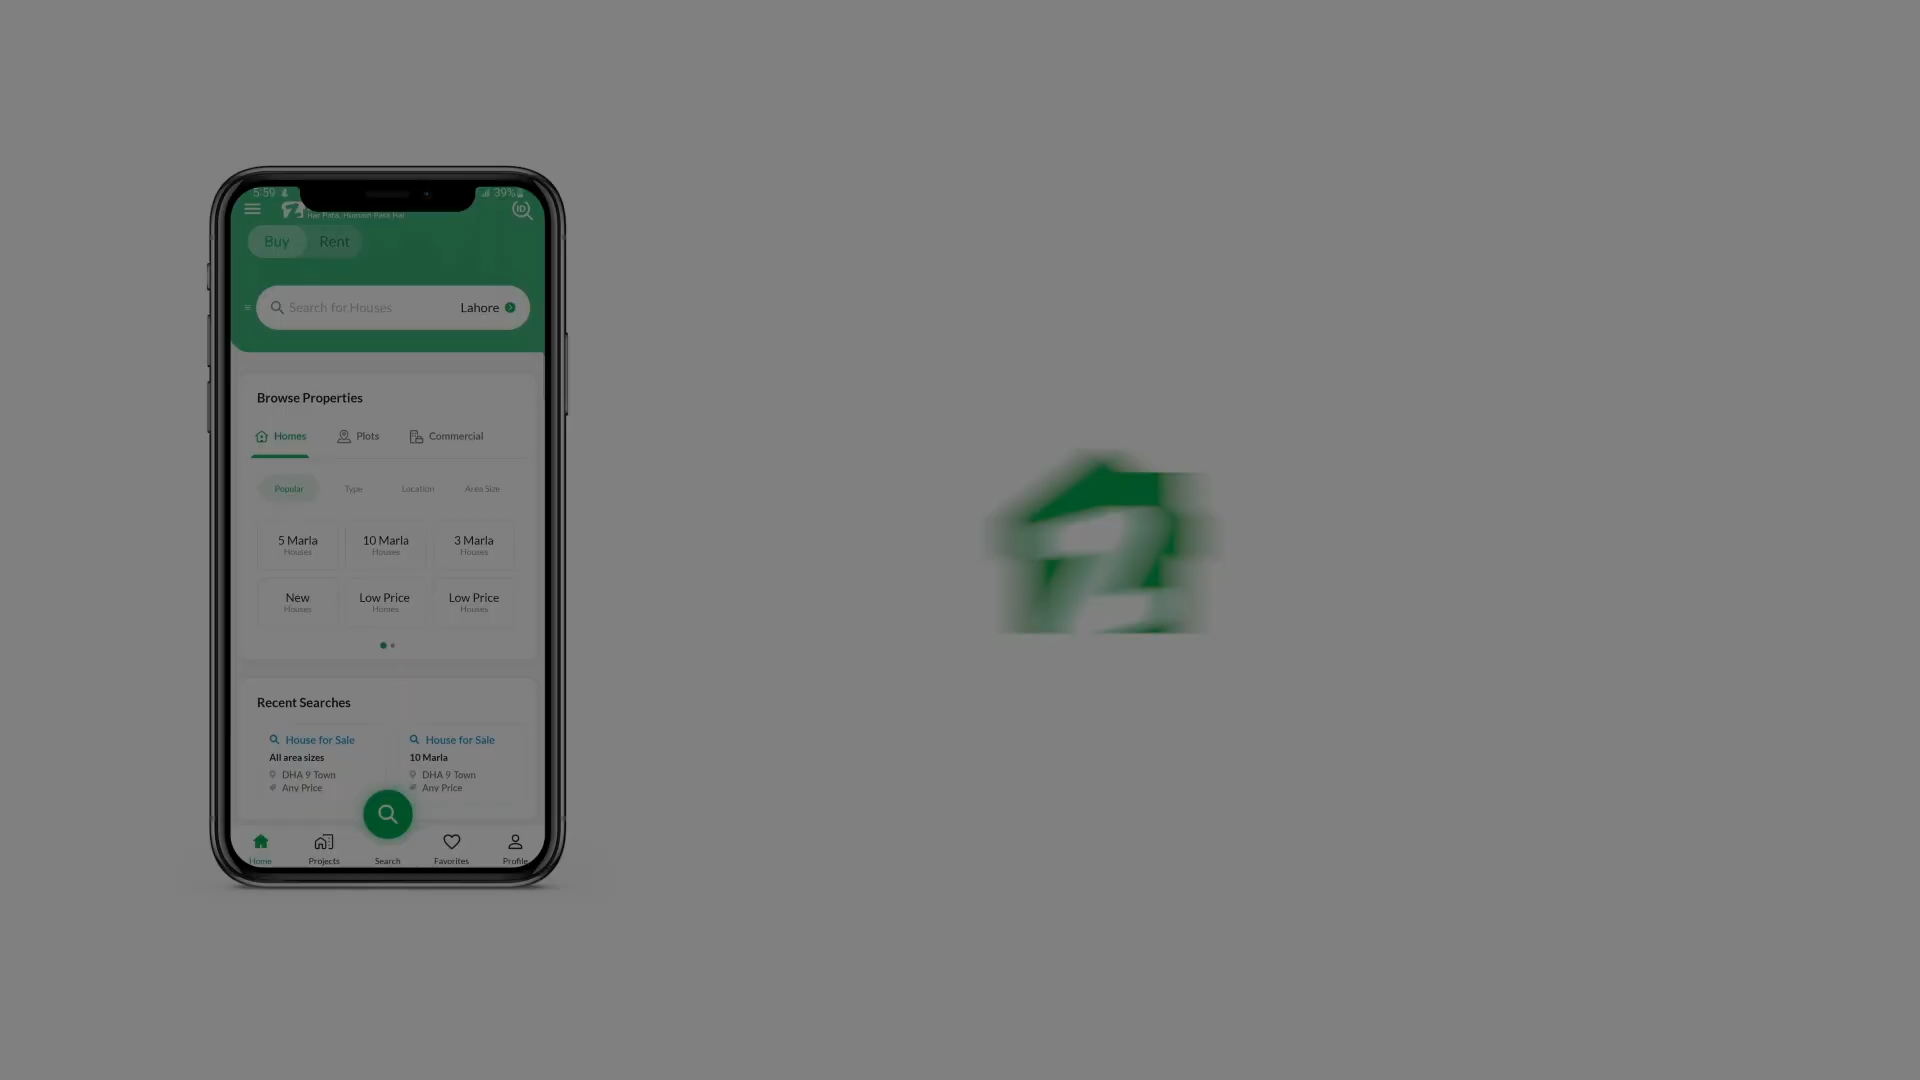 5:59 39%
Har Pata, Humain Pata Hai
ID
Buy Rent
Search for Houses Lahore
Browse Properties
Homes Plots Commercial
Popular Type Location Area Size
5 Marla 10 Marla 3 Marla
Houses Houses Houses
New Low Price Low Price
Houses Homes Houses
Recent Searches
House for Sale House for Sale
All area sizes 10 Marla
DHA 9 Town DHA 9 Town
Any Price Any Price
Home Projects Search Favorites Profile